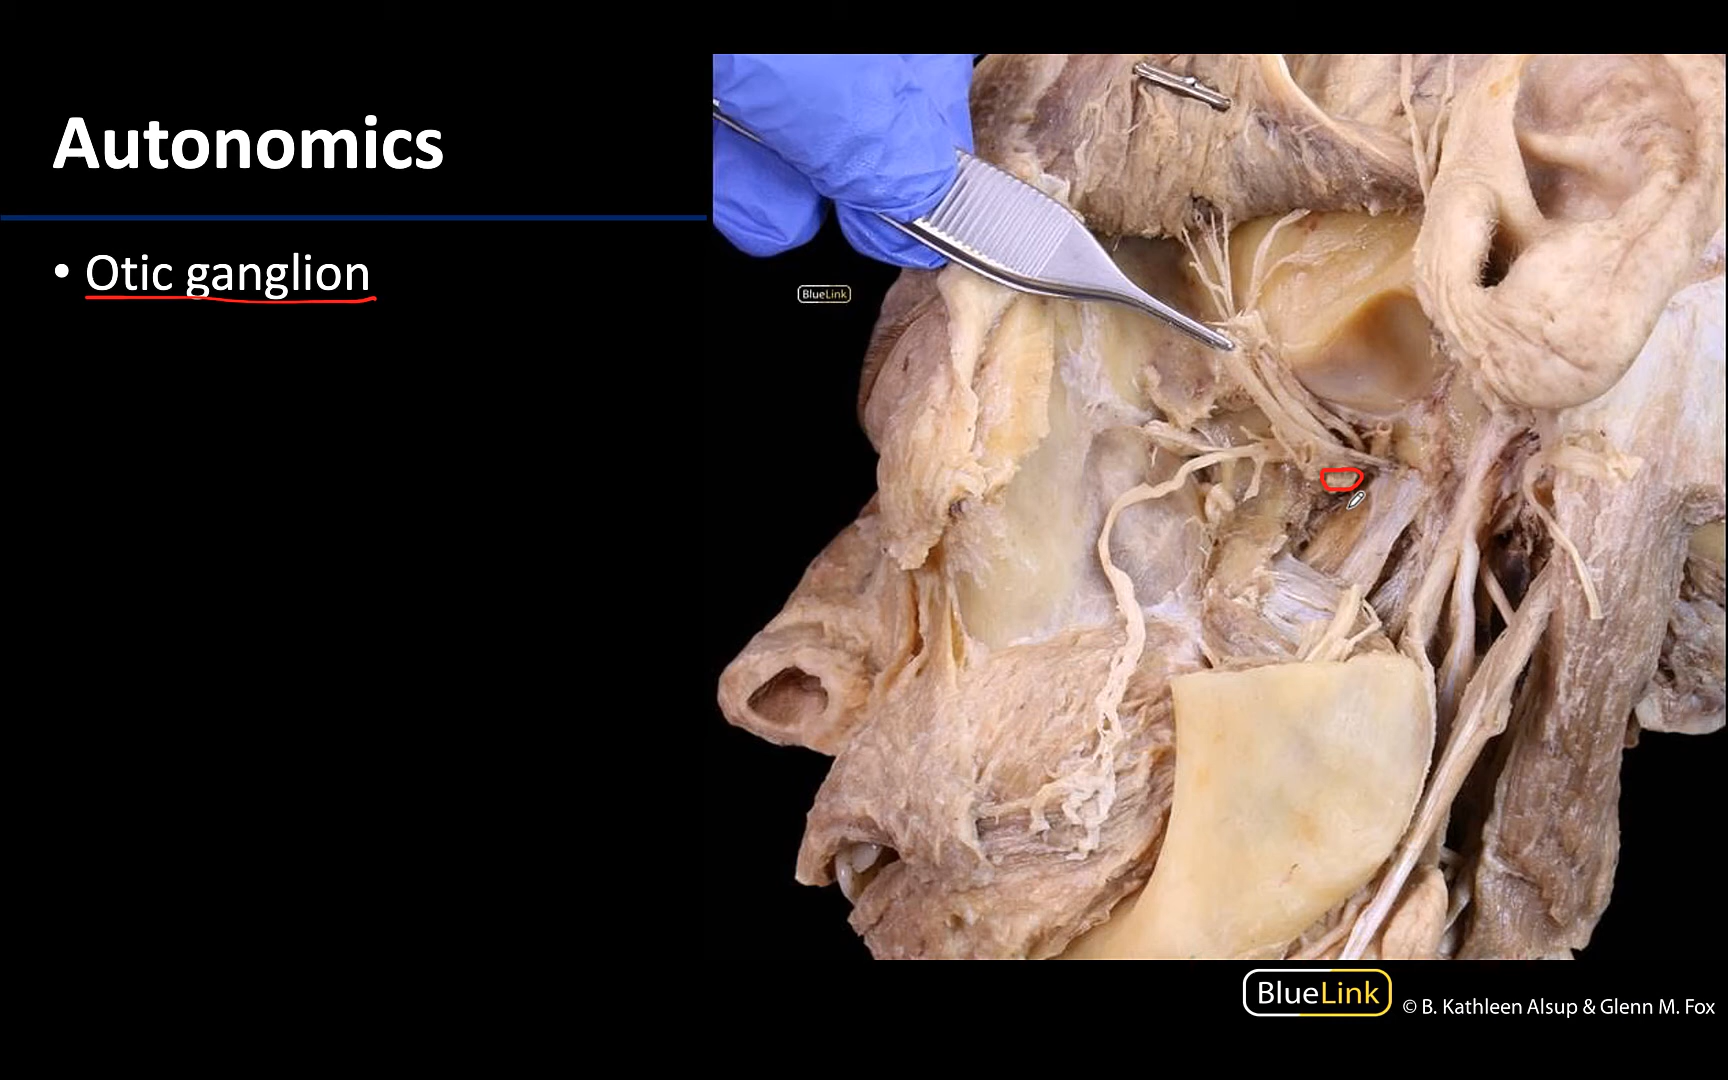 Autonomics
• Otic ganglion
BlueLink
BlueLink
© B. Kathleen Alsup & Glenn M. Fox